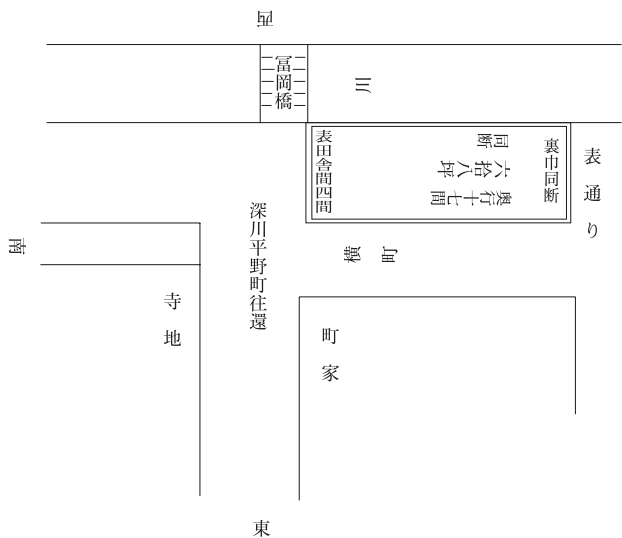 西
冨岡橋
川
表通り
裏巾同断
同断
六拾八坪
奥行十七間
表田舎間四間
深川平野町往還
横町
南
寺地
町家
東